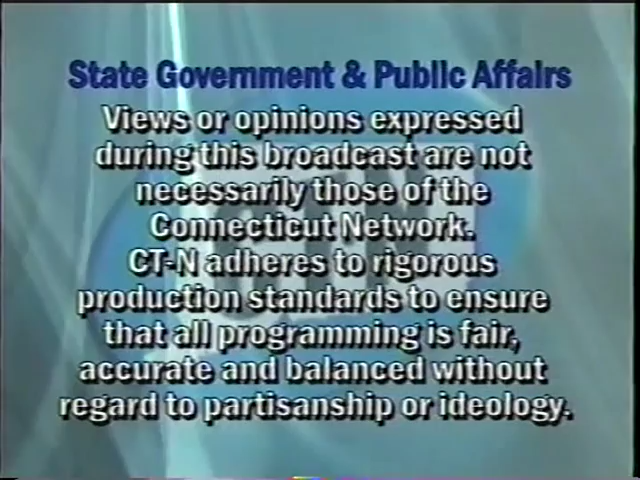 State Government & Public Affairs
Views or opinions expressed
during this broadcast are not
necessarily those of the
Connecticut Network.
CT-N adheres to rigorous
production standards to ensure
that all programming is fair,
accurate and balanced without
regard to partisanship or ideology.